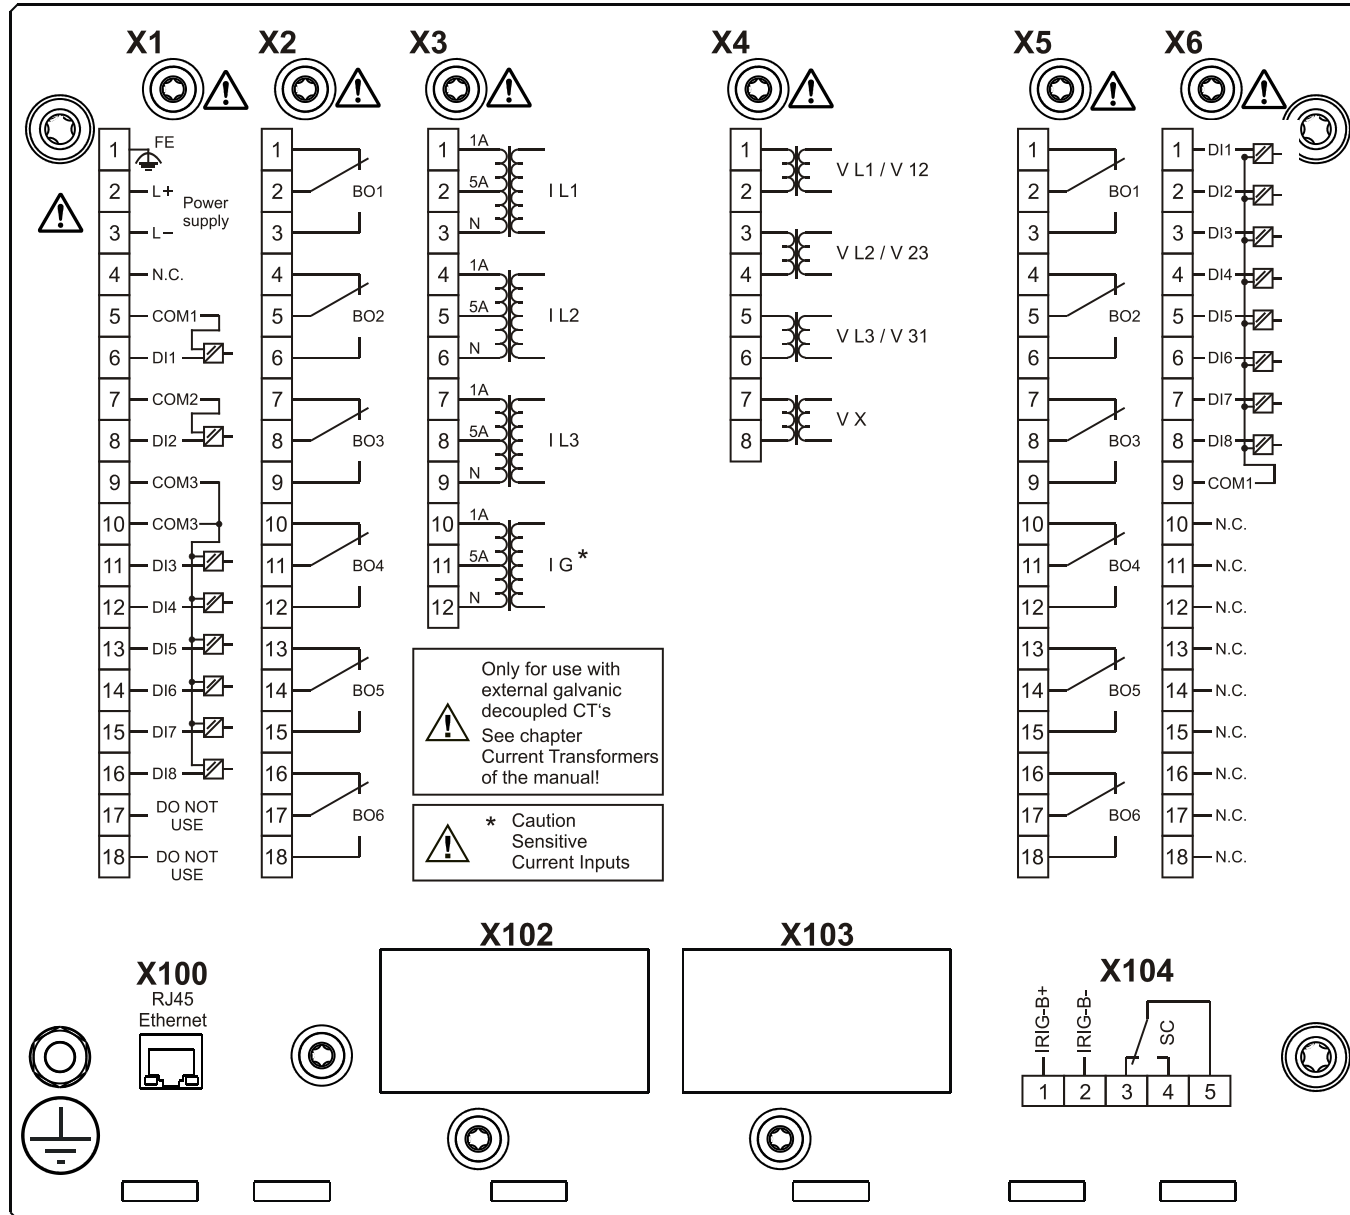 X1 X2 X3 X4 X5 X6
1 FE
2 L+
Power
supply
3 L–
4 N.C.
5 COM1
6 DI1
7 COM2
8 DI2
9 COM3
10 COM3
11 DI3
12 DI4
13 DI5
14 DI6
15 DI7
16 DI8
17 DO NOT
USE
18 DO NOT
USE
1
2 BO1
3
4
5 BO2
6
7
8 BO3
9
10
11 BO4
12
13
14 BO5
15
16
17 BO6
18
1 1A
2 5A I L1
3 N
4 1A
5 5A I L2
6 N
7 1A
8 5A I L3
9 N
10 1A
11 5A I G *
12 N
Only for use with
external galvanic
decoupled CT‘s
See chapter
Current Transformers
of the manual!
* Caution
Sensitive
Current Inputs
1
V L1 / V 12
2
3
V L2 / V 23
4
5
V L3 / V 31
6
7
V X
8
1
2 BO1
3
4
5 BO2
6
7
8 BO3
9
10
11 BO4
12
13
14 BO5
15
16
17 BO6
18
1 DI1
2 DI2
3 DI3
4 DI4
5 DI5
6 DI6
7 DI7
8 DI8
9 COM1
10 N.C.
11 N.C.
12 N.C.
13 N.C.
14 N.C.
15 N.C.
16 N.C.
17 N.C.
18 N.C.
X100
RJ45
Ethernet
X102
X103
X104
IRIG-B+
IRIG-B-
SC
1 2 3 4 5